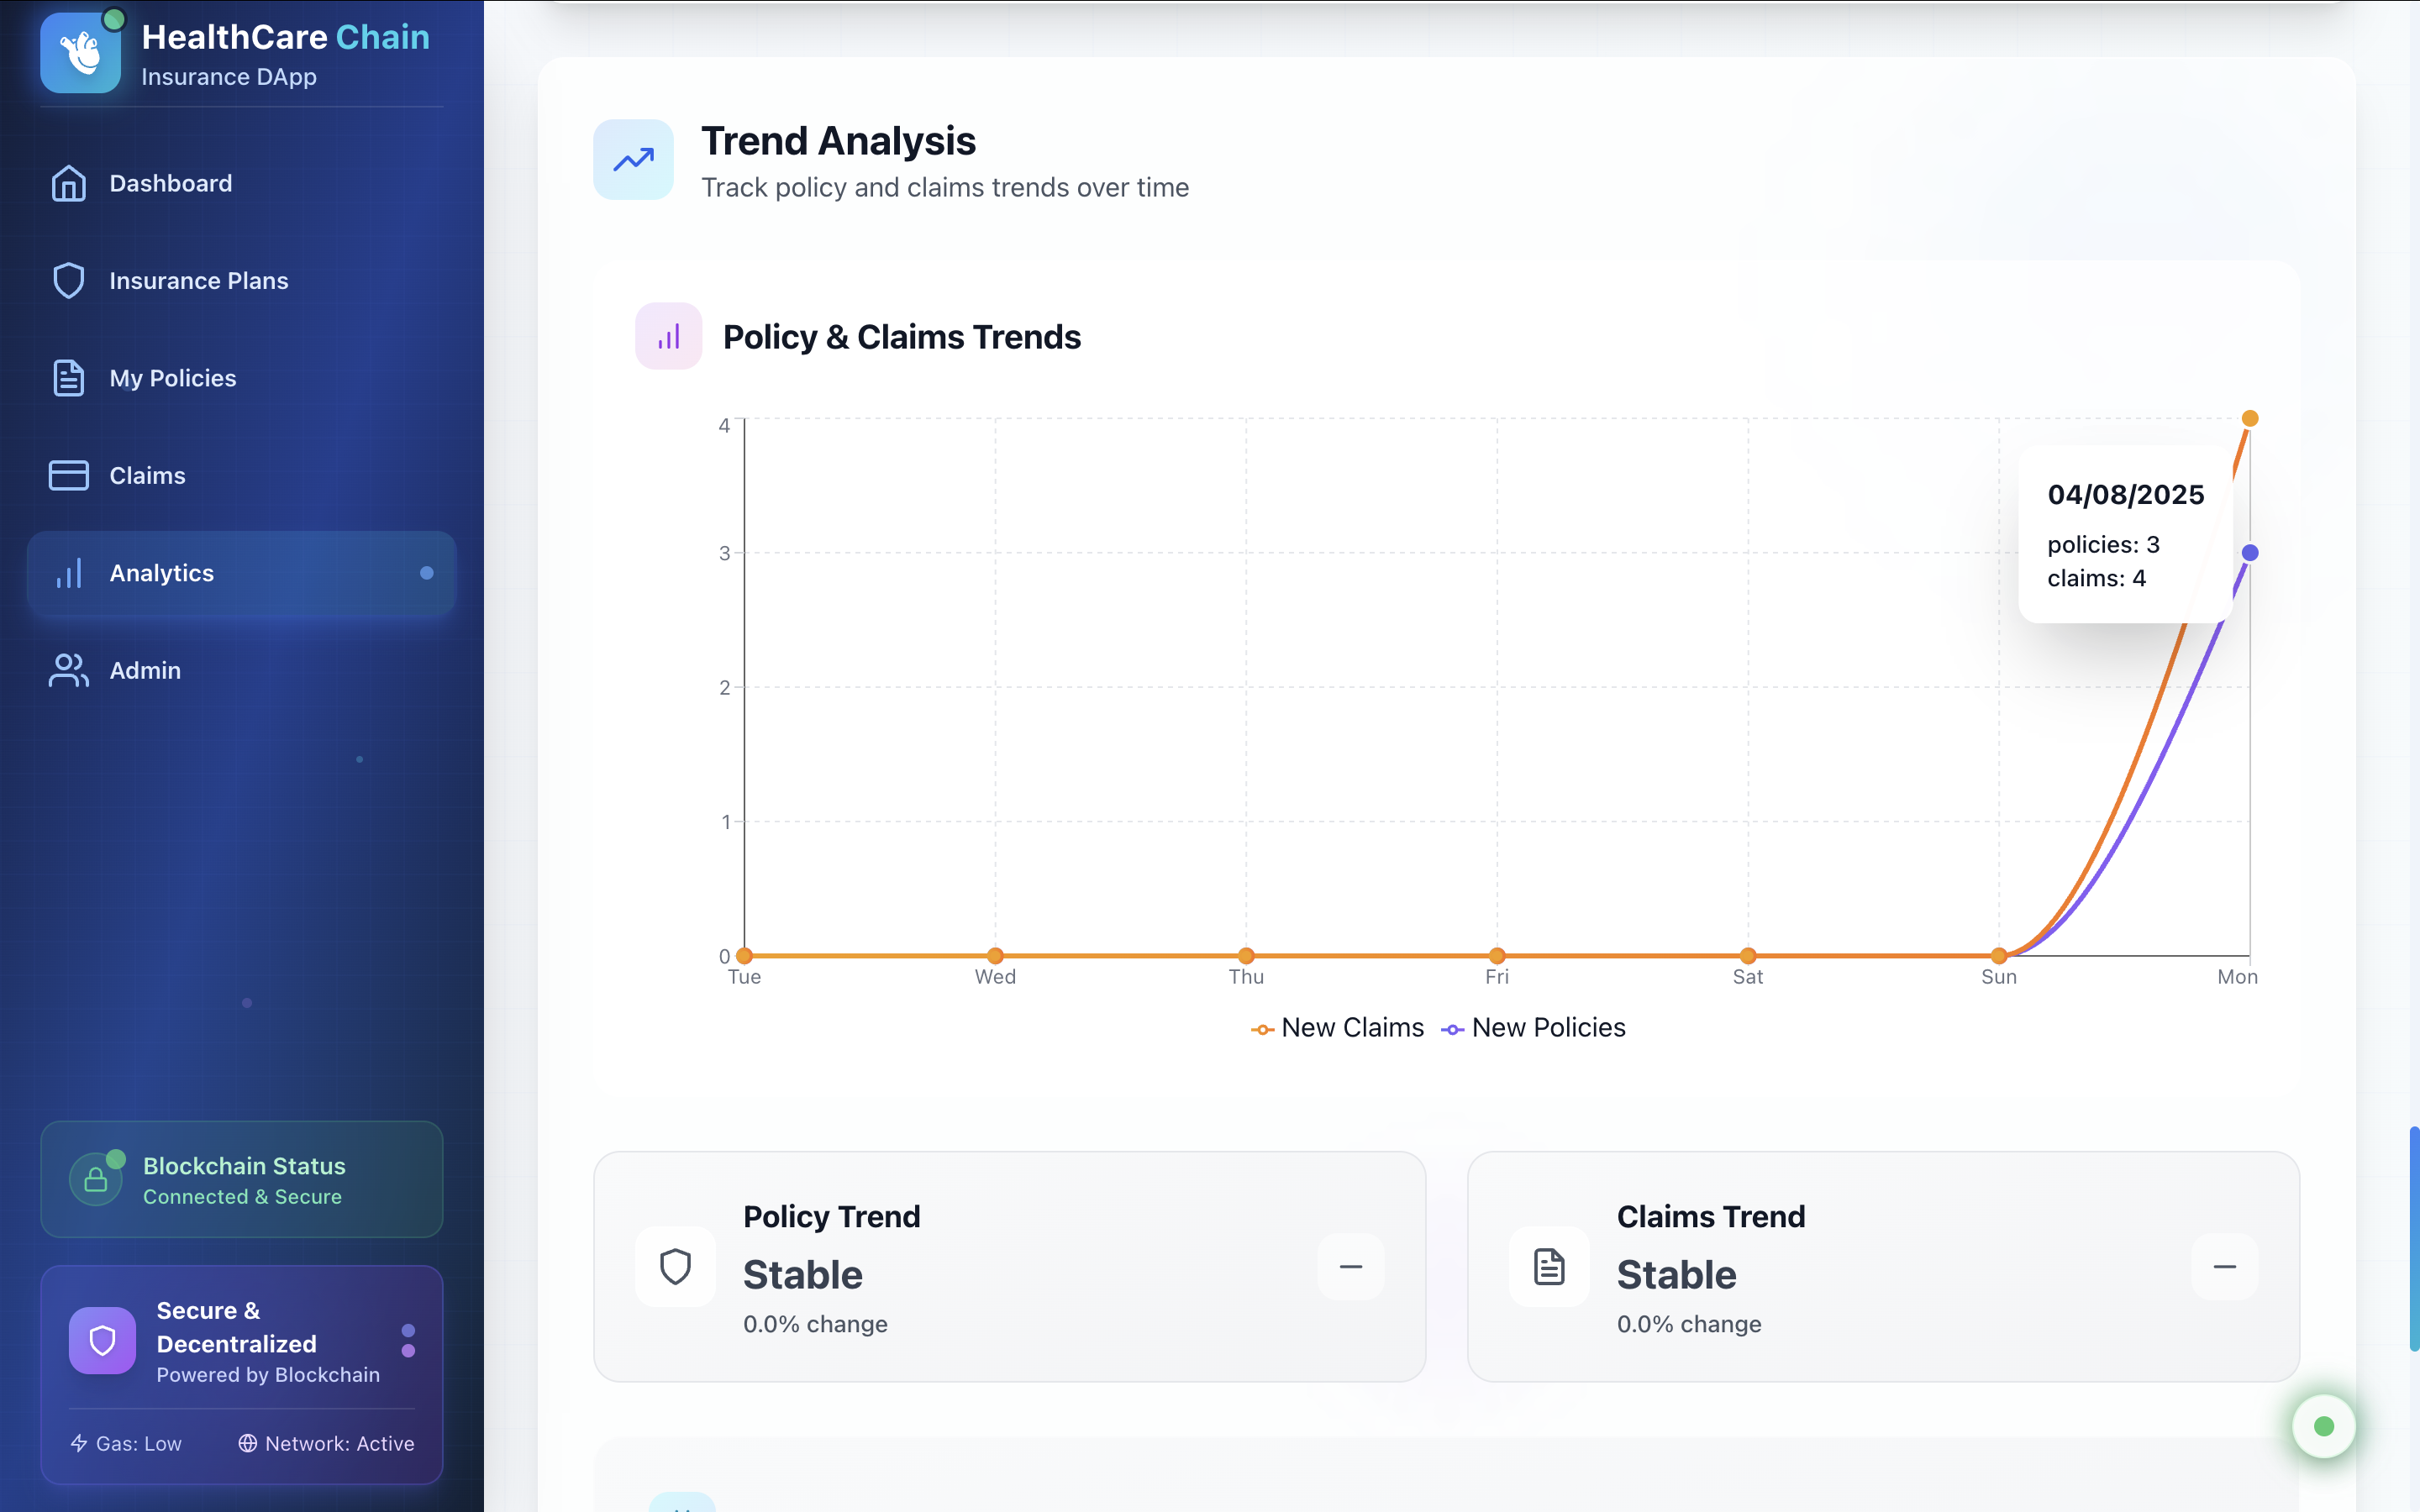 HealthCare Chain
Insurance DApp
Dashboard
Insurance Plans
My Policies
Claims
Analytics
Admin
Blockchain Status
Connected & Secure
Secure &
Decentralized
Powered by Blockchain
Gas: Low
Network: Active
Trend Analysis
Track policy and claims trends over time
Policy & Claims Trends
4
3
2
1
0
04/08/2025
policies: 3
claims: 4
Tue
Wed
Thu
Fri
Sat
Sun
Mon
New Claims
New Policies
Policy Trend
Stable
0.0% change
Claims Trend
Stable
0.0% change